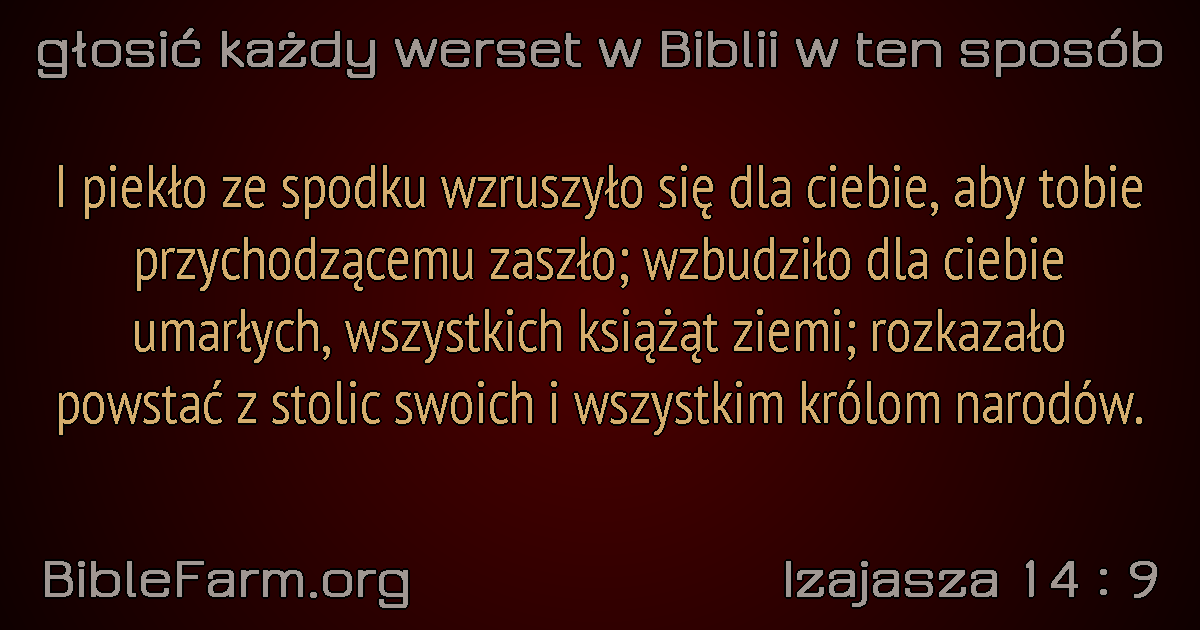 głosić każdy werset w Biblii w ten sposób
I piekło ze spodku wzruszyło się dla ciebie, aby tobie
przychodzącemu zaszło; wzbudziło dla ciebie
umarłych, wszystkich książąt ziemi; rozkazało
powstać z stolic swoich i wszystkim królom narodów.
BibleFarm.org
Izajasza 14 : 9